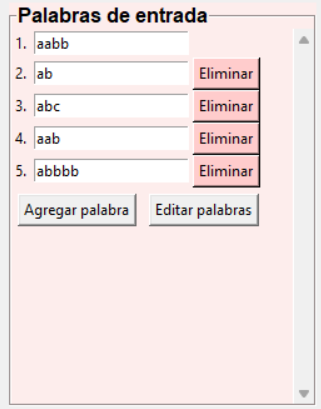 Palabras de entrada
1. aabb
2. ab Eliminar
3. abc Eliminar
4. aab Eliminar
5. abbbb Eliminar
Agregar palabra Editar palabras